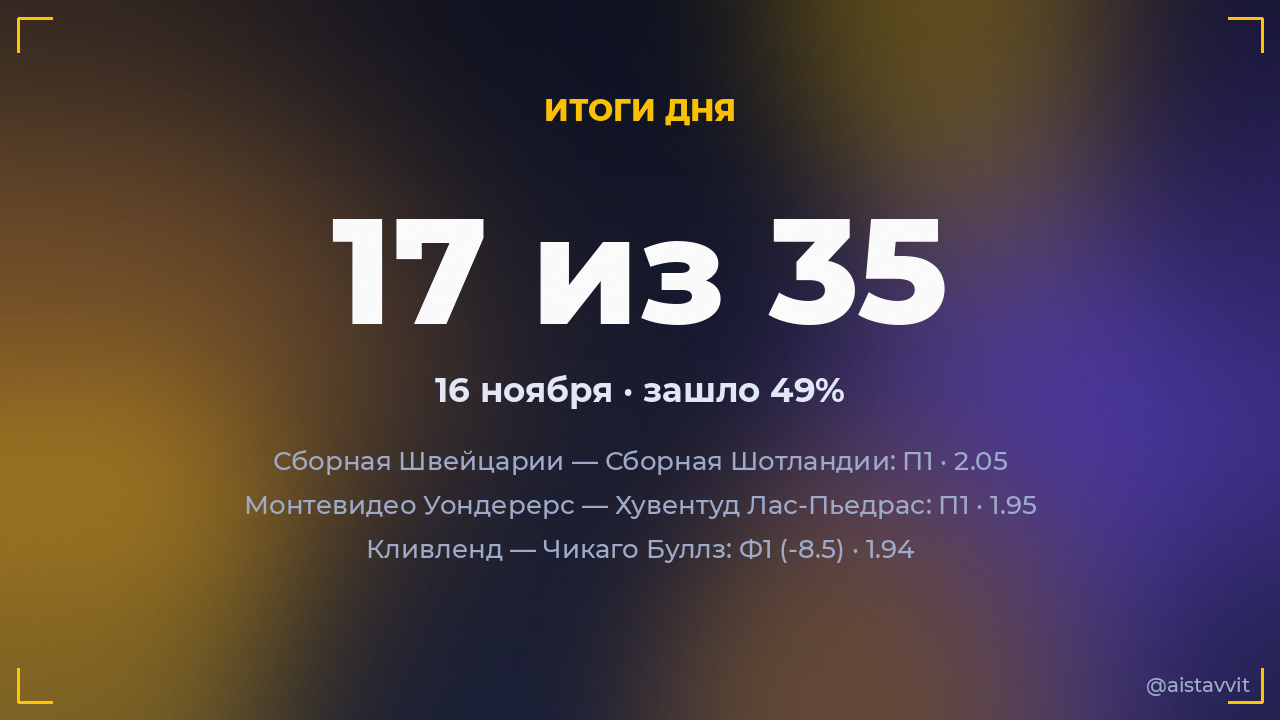 ИТОГИ ДНЯ
17 из 35
16 ноября · зашло 49%
Сборная Швейцарии — Сборная Шотландии: П1 · 2.05
Монтевидео Уондерерс — Хувентуд Лас-Пьедрас: П1 · 1.95
Кливленд — Чикаго Буллз: Ф1 (-8.5) · 1.94
@aistavvit